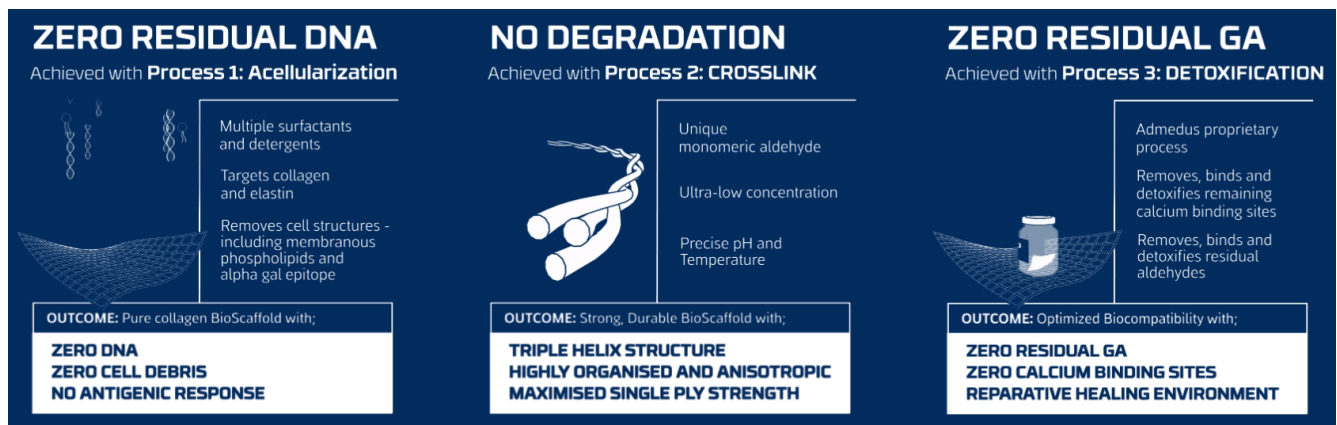 ZERO RESIDUAL DNA
Achieved with Process 1: Acellularization
Multiple surfactants
and detergents
Targets collagen
and elastin
Removes cell structures -
including membranous
phospholipids and
alpha gal epitope
OUTCOME: Pure collagen BioScaffold with;
ZERO DNA
ZERO CELL DEBRIS
NO ANTIGENIC RESPONSE
NO DEGRADATION
Achieved with Process 2: CROSSLINK
Unique
monomeric aldehyde
Ultra-low concentration
Precise pH and
Temperature
OUTCOME: Strong, Durable BioScaffold with;
TRIPLE HELIX STRUCTURE
HIGHLY ORGANISED AND ANISOTROPIC
MAXIMISED SINGLE PLY STRENGTH
ZERO RESIDUAL GA
Achieved with Process 3: DETOXIFICATION
Admedus proprietary
process
Removes, binds and
detoxifies remaining
calcium binding sites
Removes, binds and
detoxifies residual
aldehydes
OUTCOME: Optimized Biocompatibility with;
ZERO RESIDUAL GA
ZERO CALCIUM BINDING SITES
REPARATIVE HEALING ENVIRONMENT